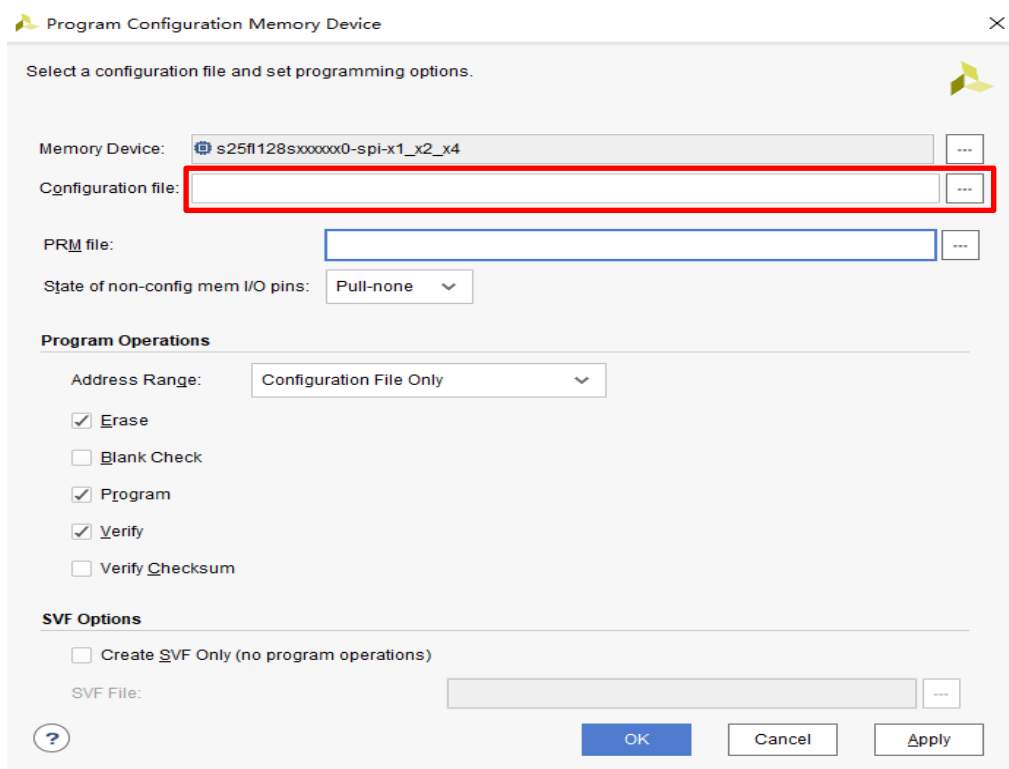 Program Configuration Memory Device
Select a configuration file and set programming options.
Memory Device: s25fl128sxxxxxx0-spi-x1_x2_x4 ...
Configuration file: ...
PRM file: ...
State of non-config mem I/O pins: Pull-none
Program Operations
Address Range: Configuration File Only
Erase
Blank Check
Program
Verify
Verify Checksum
SVF Options
Create SVF Only (no program operations)
SVF File: ...
? OK Cancel Apply